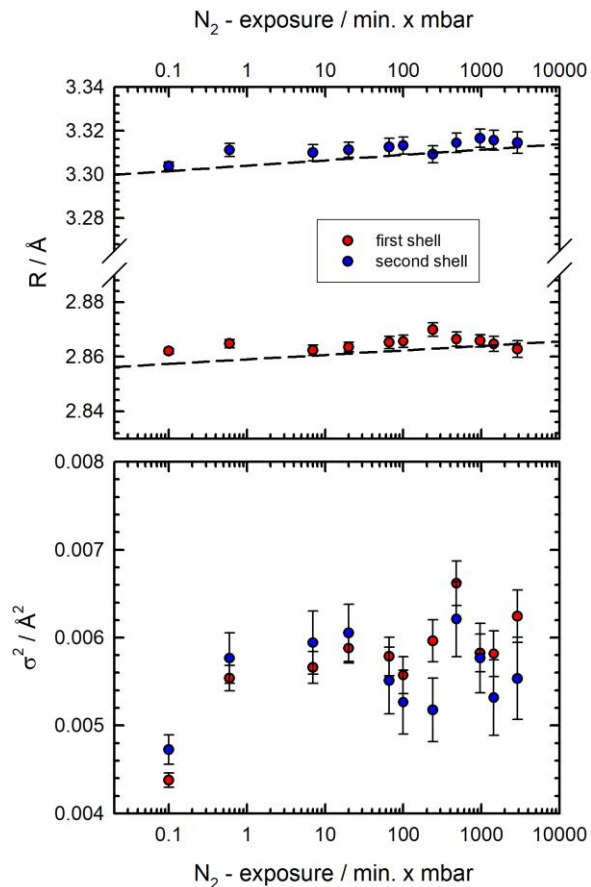 N₂ - exposure / min. x mbar
0.1 1 10 100 1000 10000
3.34
3.32
3.30
3.28
R / Å
first shell
second shell
2.88
2.86
2.84
0.008
0.007
0.006
0.005
0.004
σ² / Å²
0.1 1 10 100 1000 10000
N₂ - exposure / min. x mbar